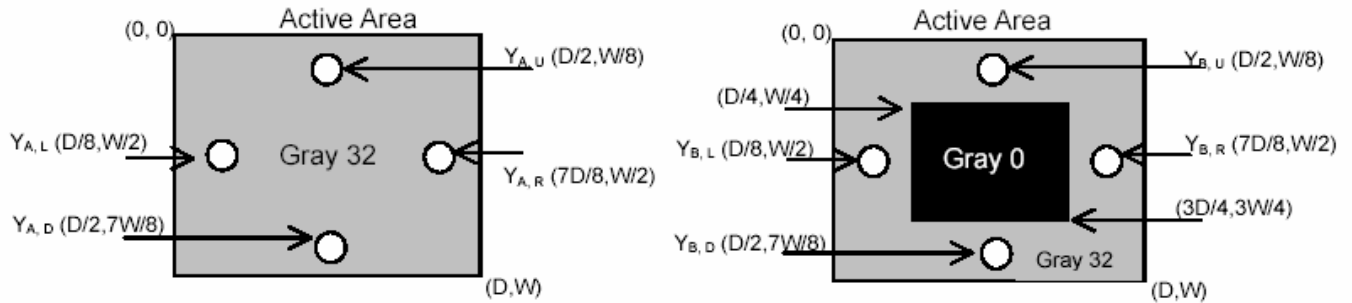 Active Area
(0, 0)
Y_A, U (D/2,W/8)
Y_A, L (D/8,W/2)
Gray 32
Y_A, R (7D/8,W/2)
Y_A, D (D/2,7W/8)
(D,W)
Active Area
(0, 0)
Y_B, U (D/2,W/8)
(D/4,W/4)
Y_B, L (D/8,W/2)
Gray 0
Y_B, R (7D/8,W/2)
(3D/4,3W/4)
Y_B, D (D/2,7W/8)
Gray 32
(D,W)